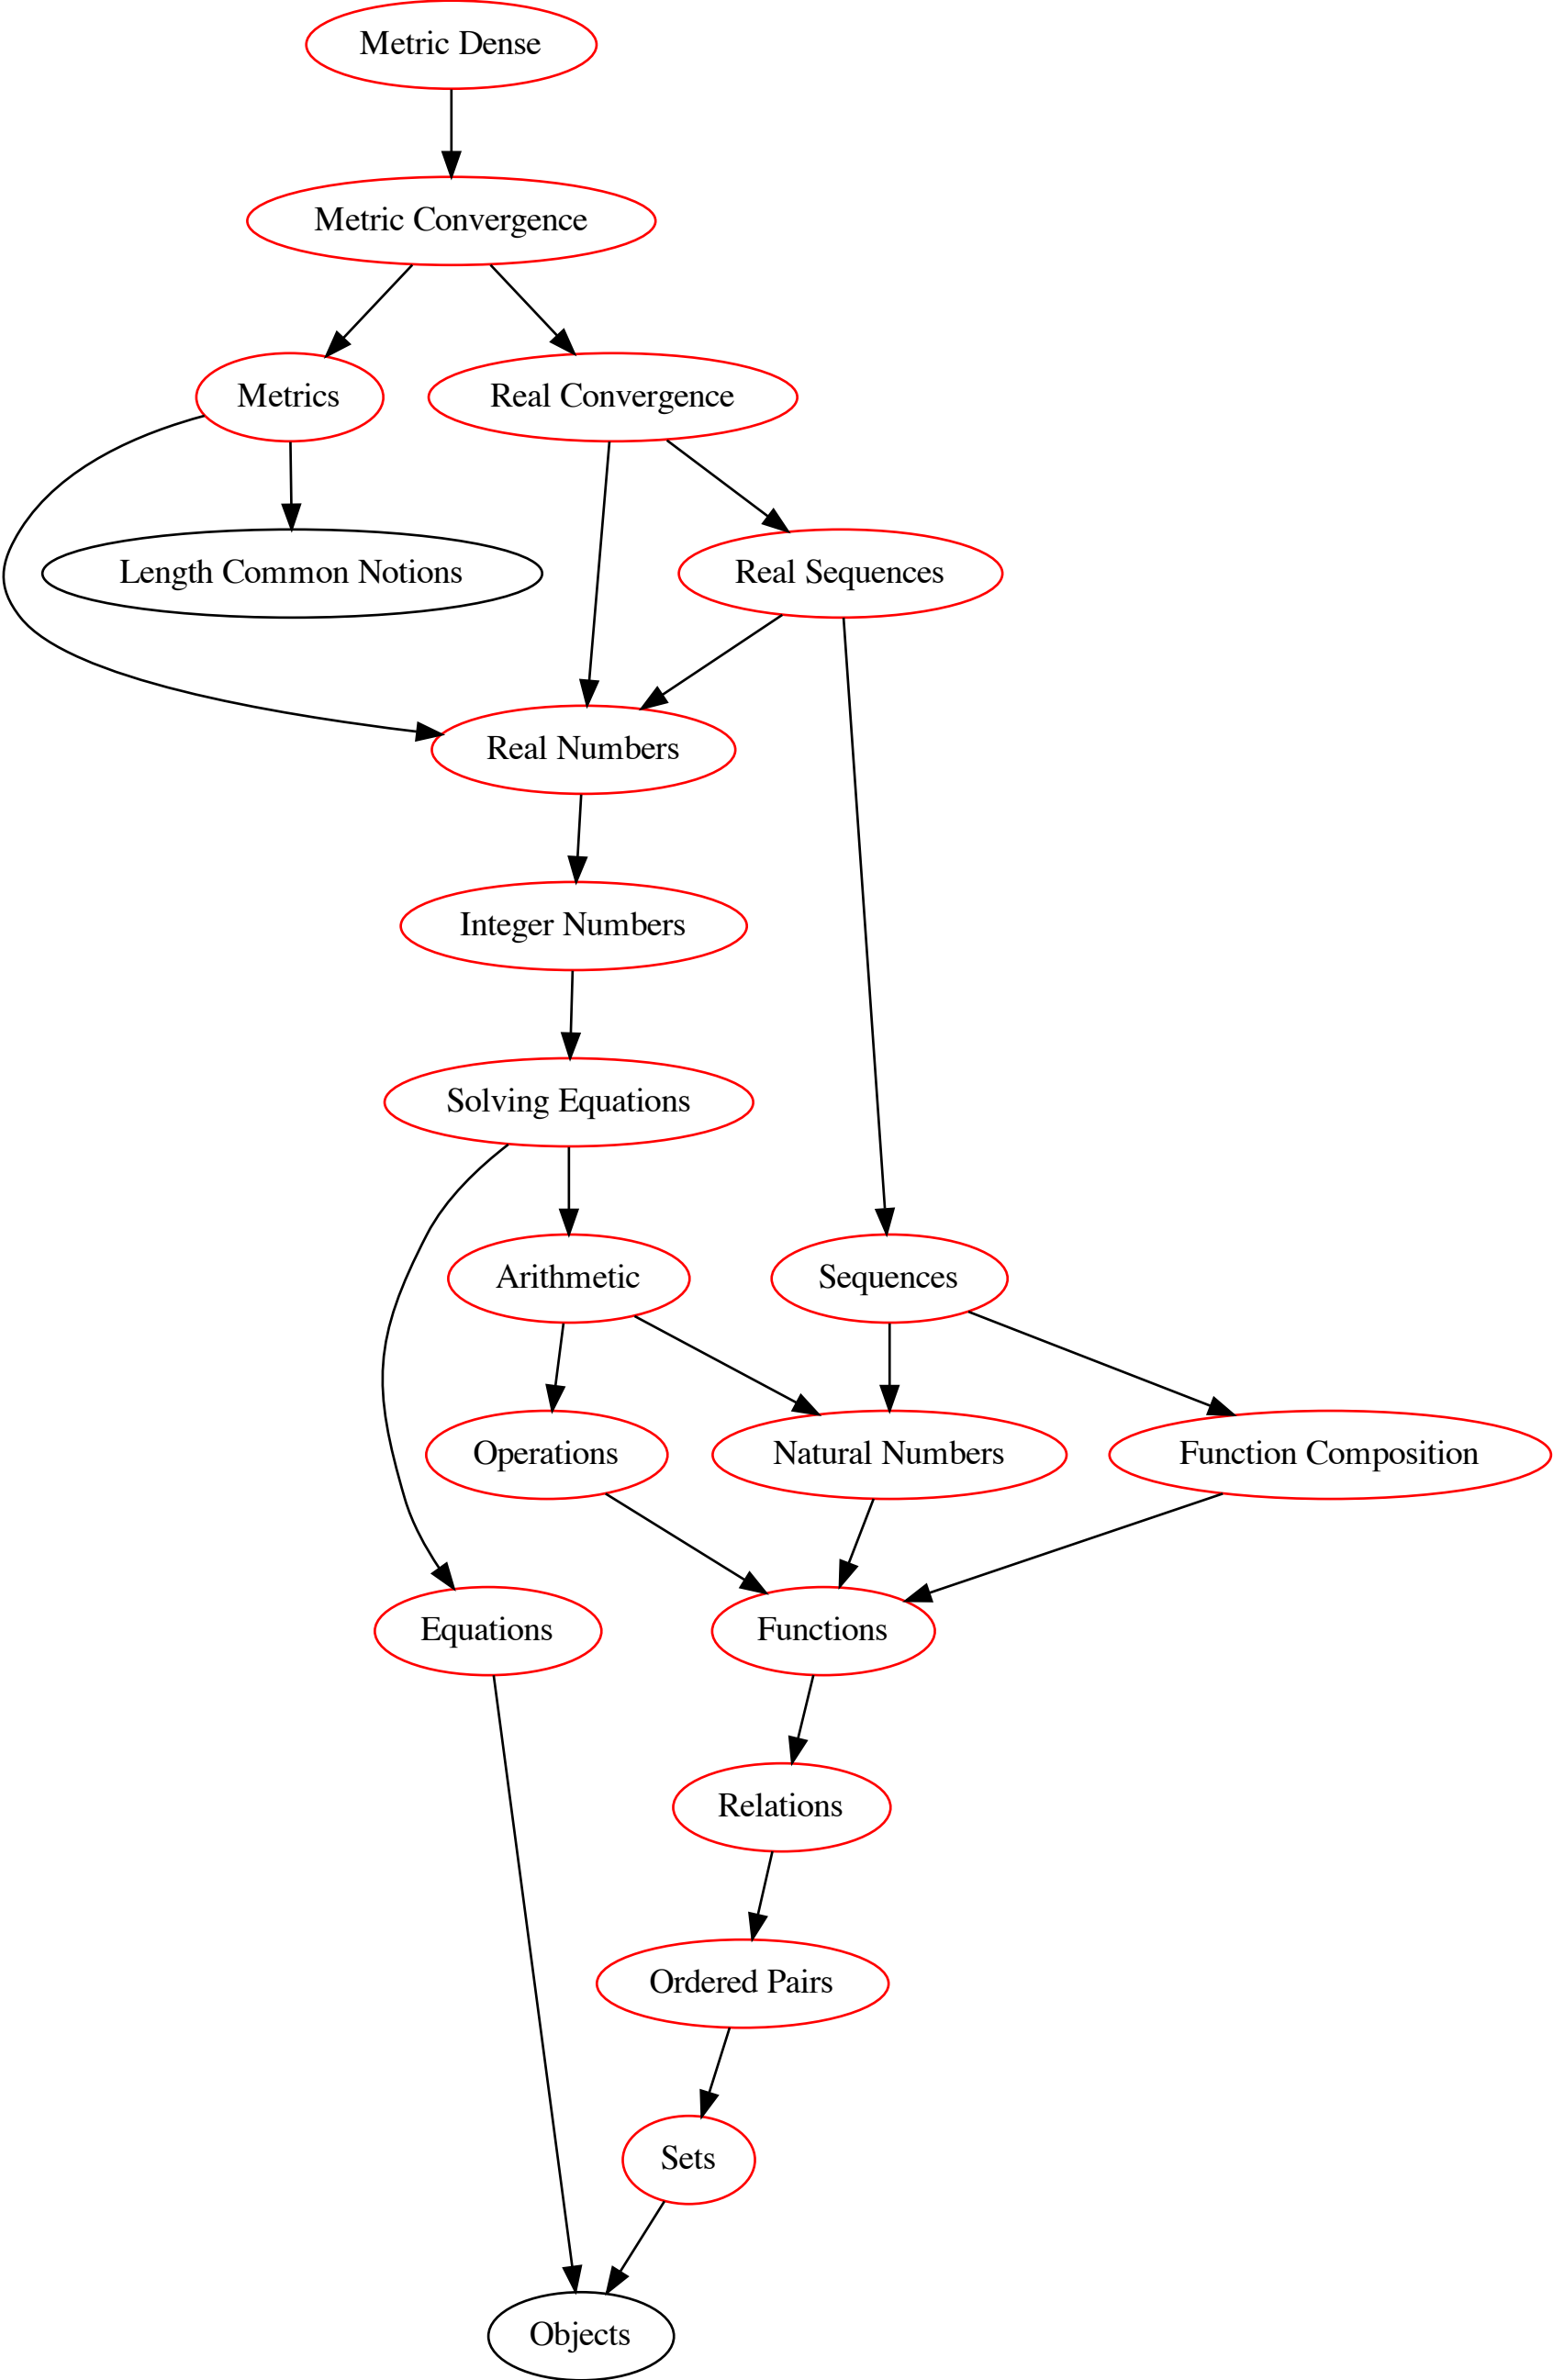 Metric Dense
Metric Convergence
Metrics
Real Convergence
Length Common Notions
Real Sequences
Real Numbers
Integer Numbers
Solving Equations
Arithmetic
Sequences
Operations
Natural Numbers
Function Composition
Equations
Functions
Relations
Ordered Pairs
Sets
Objects